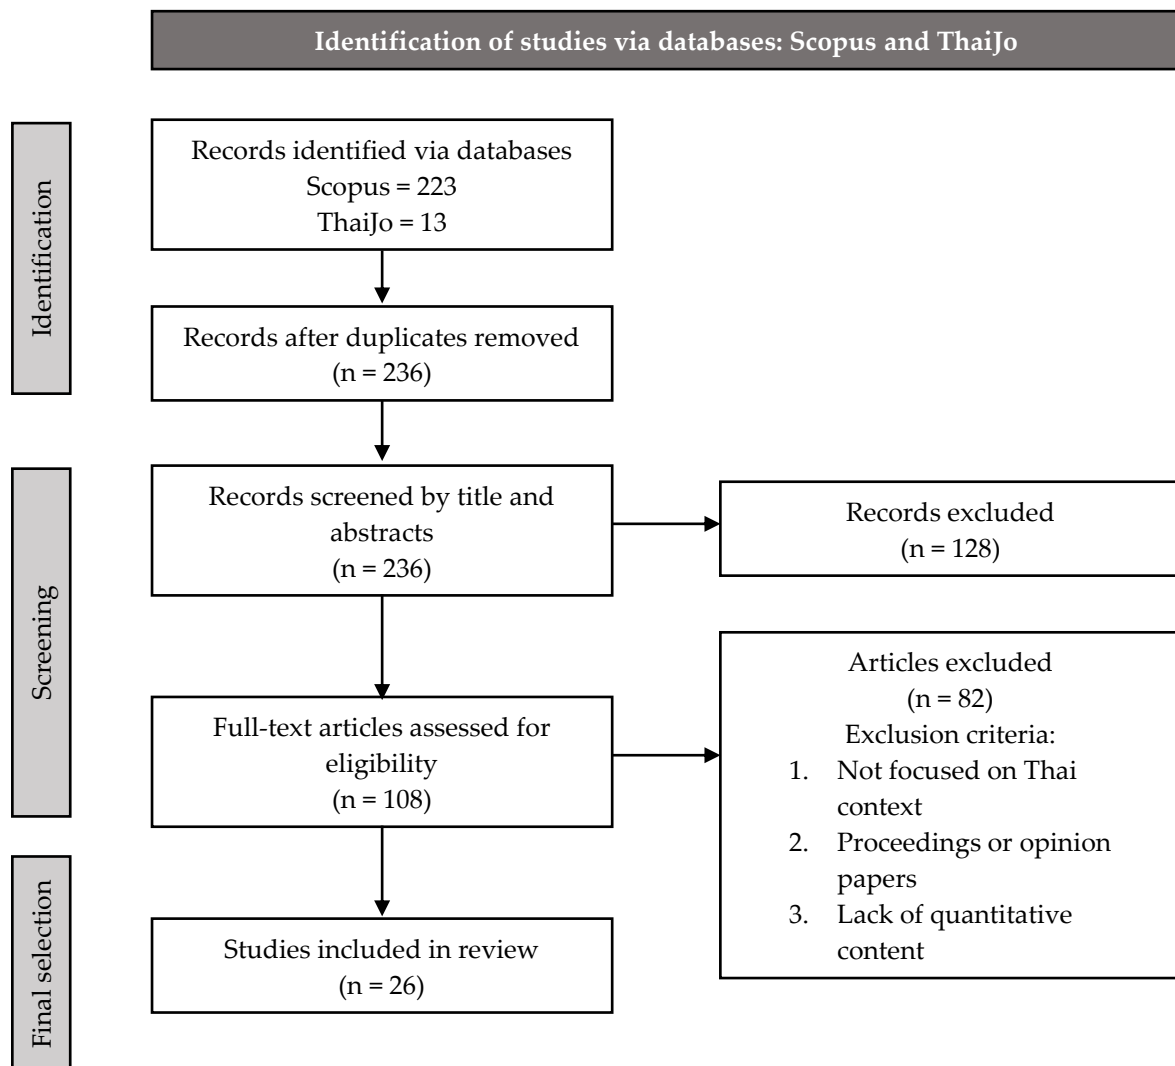 Identification of studies via databases: Scopus and ThaiJo
Identification
Records identified via databases
Scopus = 223
ThaiJo = 13
Records after duplicates removed
(n = 236)
Screening
Records screened by title and
abstracts
(n = 236)
Records excluded
(n = 128)
Full-text articles assessed for
eligibility
(n = 108)
Articles excluded
(n = 82)
Exclusion criteria:
1. Not focused on Thai
context
2. Proceedings or opinion
papers
3. Lack of quantitative
content
Final selection
Studies included in review
(n = 26)